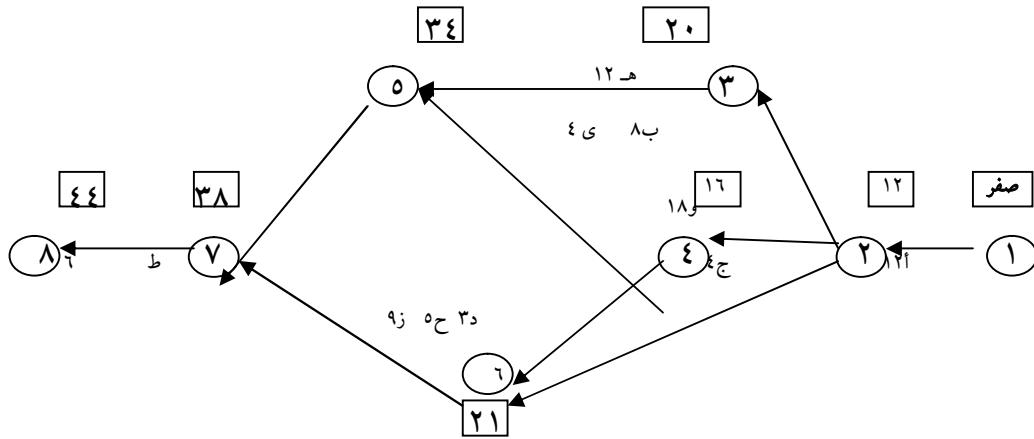 ٢٠ ٣٤
٣ هـ ١٢ ٥
ب٨ ى ٤
صفر ١٢ ١٦ ٣٨ ٤٤
و١٨
١ أ١٢ ٢ ج٤ ٤ ٧ ط ٦ ٨
د٣ ح٥ ز٩
٦
٢١